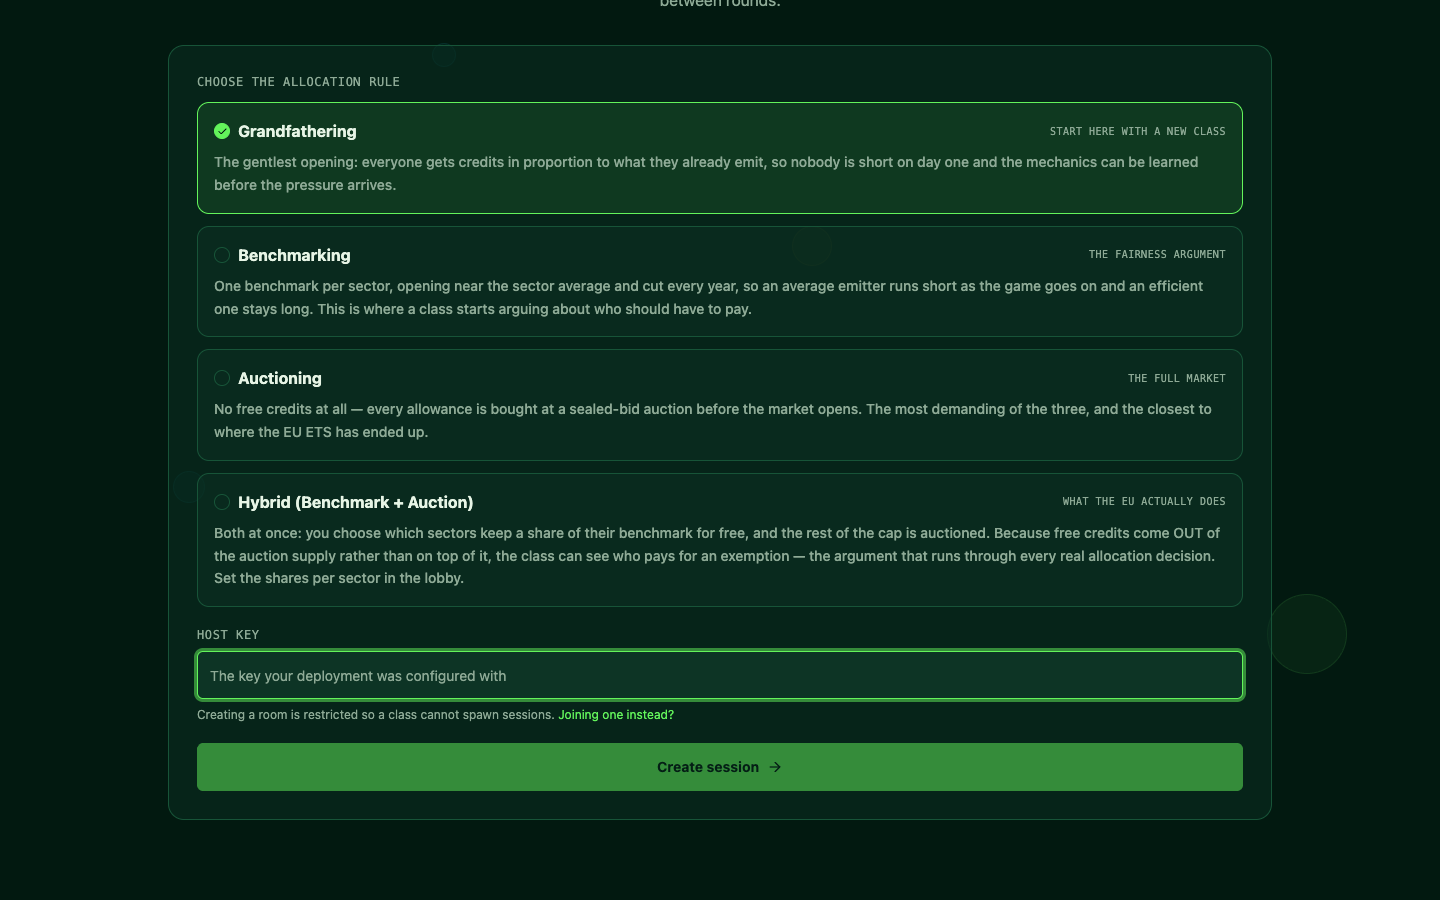 between rounds.
CHOOSE THE ALLOCATION RULE
Grandfathering
START HERE WITH A NEW CLASS
The gentlest opening: everyone gets credits in proportion to what they already emit, so nobody is short on day one and the mechanics can be learned
before the pressure arrives.
Benchmarking
THE FAIRNESS ARGUMENT
One benchmark per sector, opening near the sector average and cut every year, so an average emitter runs short as the game goes on and an efficient
one stays long. This is where a class starts arguing about who should have to pay.
Auctioning
THE FULL MARKET
No free credits at all — every allowance is bought at a sealed-bid auction before the market opens. The most demanding of the three, and the closest to
where the EU ETS has ended up.
Hybrid (Benchmark + Auction)
WHAT THE EU ACTUALLY DOES
Both at once: you choose which sectors keep a share of their benchmark for free, and the rest of the cap is auctioned. Because free credits come OUT of
the auction supply rather than on top of it, the class can see who pays for an exemption — the argument that runs through every real allocation decision.
Set the shares per sector in the lobby.
HOST KEY
The key your deployment was configured with
Creating a room is restricted so a class cannot spawn sessions. Joining one instead?
Create session →